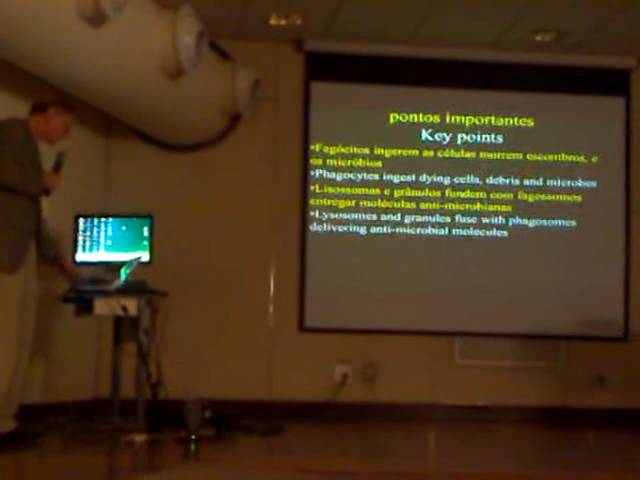 pontos importantes
Key points
•Fagócitos ingerem as células morrem escombros, e
os micróbios
•Phagocytes ingest dying cells, debris and microbes
•Lisossomas e grânulos fundem com fagossomos
entregar moléculas anti-microbianas
•Lysosomes and granules fuse with phagosomes
delivering anti-microbial molecules